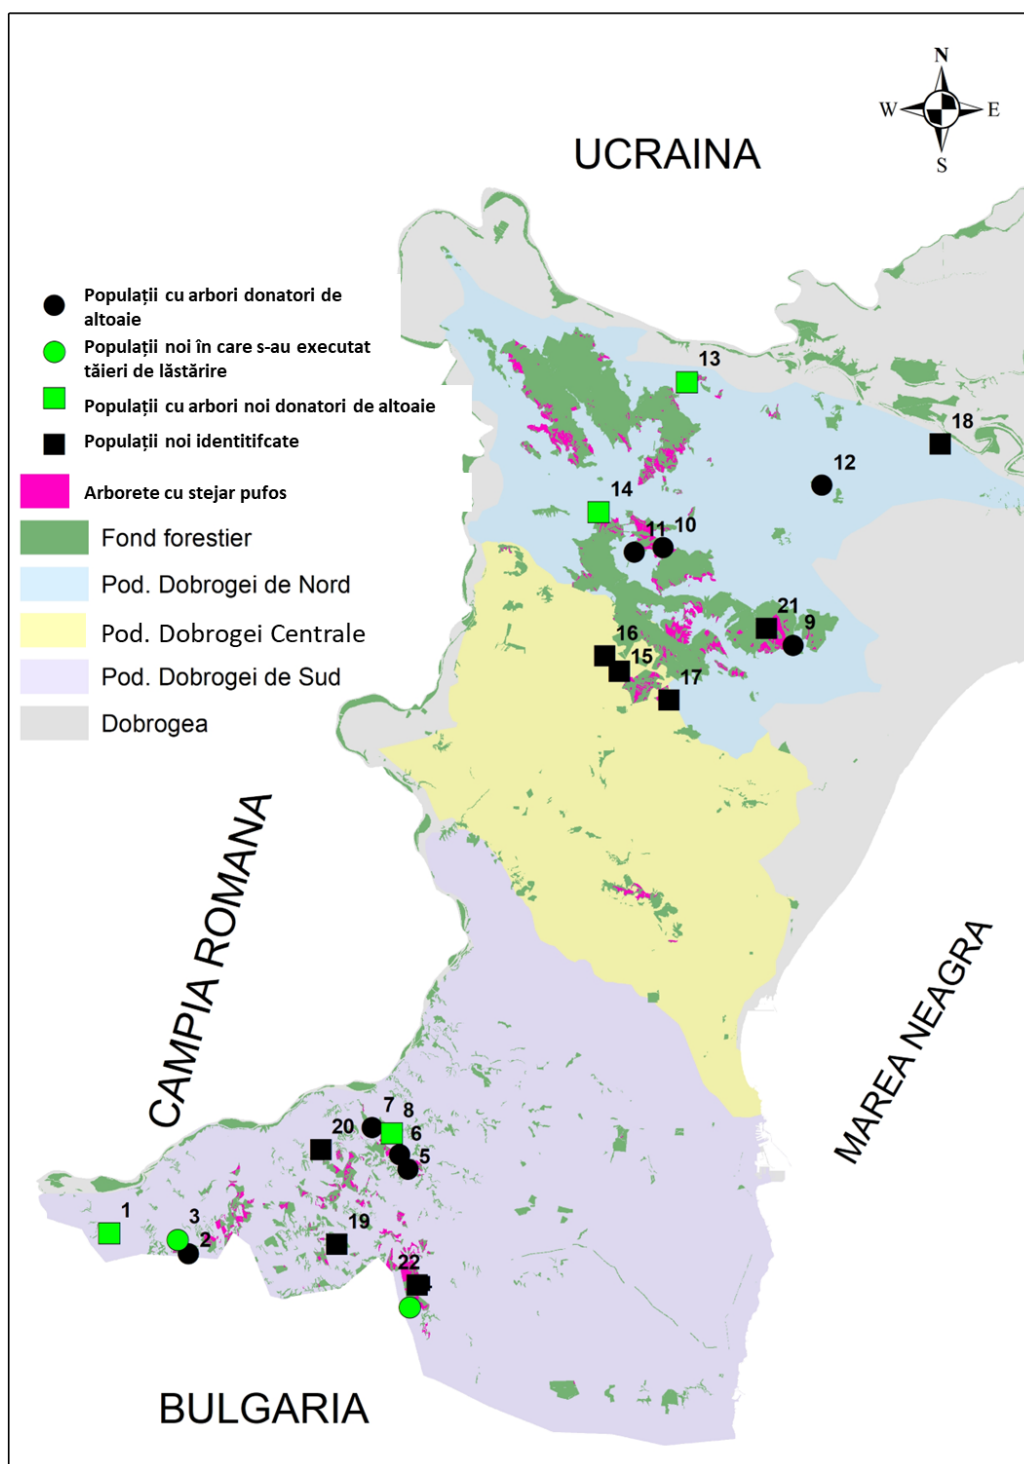 N
W
E
S
UCRAINA
Populații cu arbori donatori de
altoaie
Populații noi în care s-au executat
tăieri de lăstărire
Populații cu arbori noi donatori de altoaie
Populații noi identitifcate
Arborete cu stejar pufos
Fond forestier
Pod. Dobrogei de Nord
Pod. Dobrogei Centrale
Pod. Dobrogei de Sud
Dobrogea
13
18
12
14
11
10
21
9
16
15
17
CAMPIA ROMANA
MAREA NEAGRA
7
8
20
6
5
1
3
2
19
22
BULGARIA